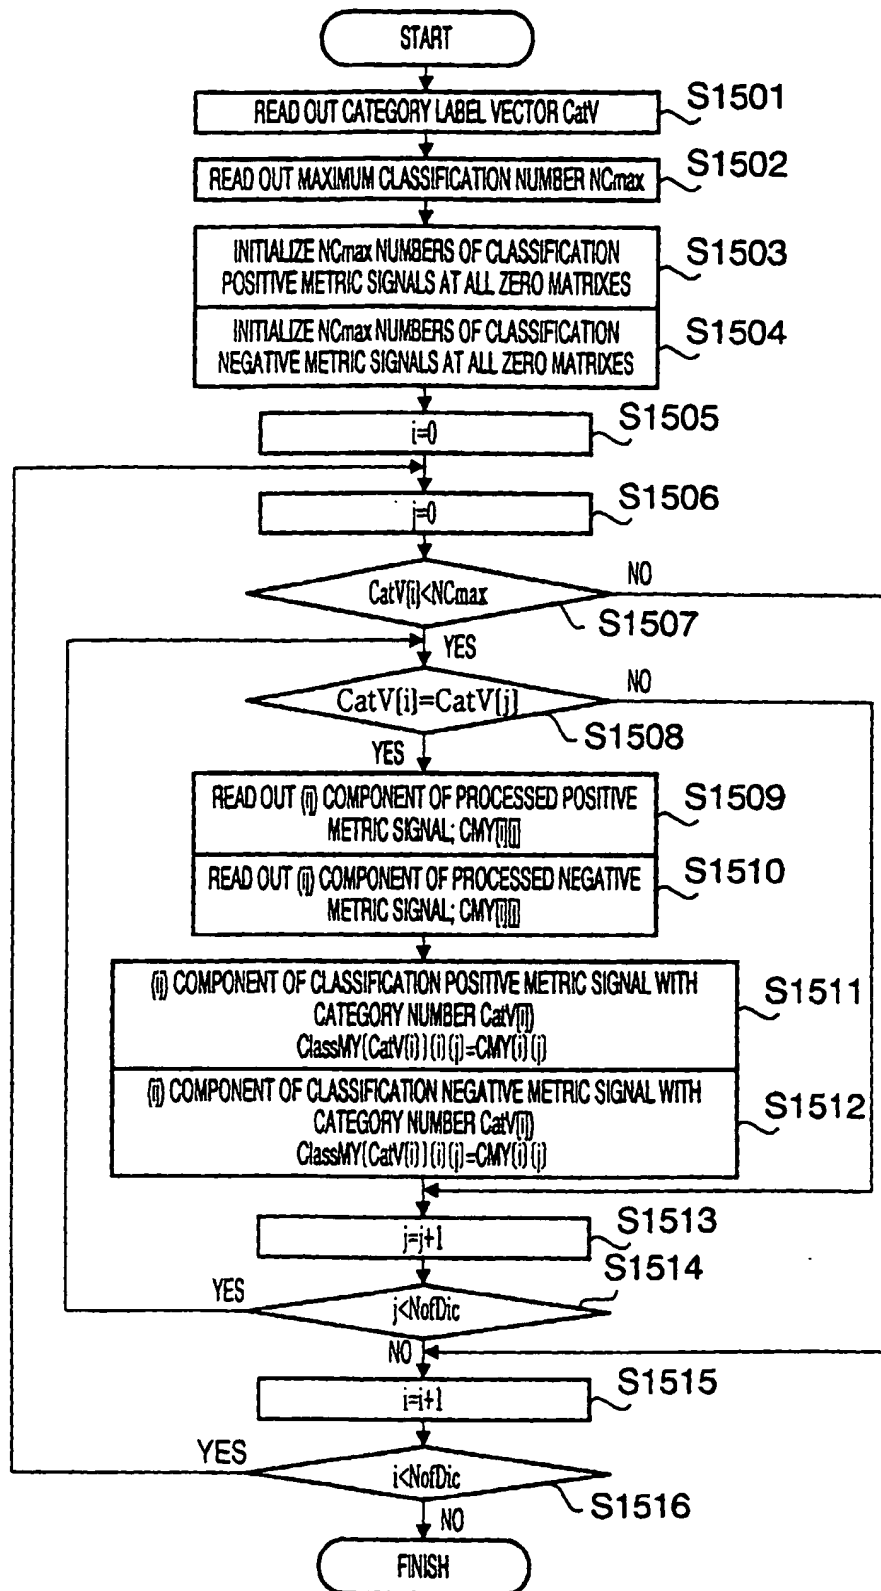 START
READ OUT CATEGORY LABEL VECTOR CatV
S1501
READ OUT MAXIMUM CLASSIFICATION NUMBER NCmax
S1502
INITIALIZE NCmax NUMBERS OF CLASSIFICATION
POSITIVE METRIC SIGNALS AT ALL ZERO MATRIXES
S1503
INITIALIZE NCmax NUMBERS OF CLASSIFICATION
NEGATIVE METRIC SIGNALS AT ALL ZERO MATRIXES
S1504
i=0
S1505
j=0
S1506
CatV[i]<NCmax
NO
S1507
YES
CatV[i]=CatV[j]
NO
S1508
YES
READ OUT (ij) COMPONENT OF PROCESSED POSITIVE
METRIC SIGNAL; CMY[i][j]
S1509
READ OUT (ij) COMPONENT OF PROCESSED NEGATIVE
METRIC SIGNAL; CMY[i][j]
S1510
(ij) COMPONENT OF CLASSIFICATION POSITIVE METRIC SIGNAL WITH
CATEGORY NUMBER CatV[i])
ClassMY(CatV(i))(i)(j)=CMY(i)(j)
S1511
(ij) COMPONENT OF CLASSIFICATION NEGATIVE METRIC SIGNAL WITH
CATEGORY NUMBER CatV[i])
ClassMY(CatV(i))(i)(j)=CMY(i)(j)
S1512
j=j+1
S1513
S1514
YES
j<NofDic
NO
i=i+1
S1515
YES
i<NofDic
S1516
NO
FINISH